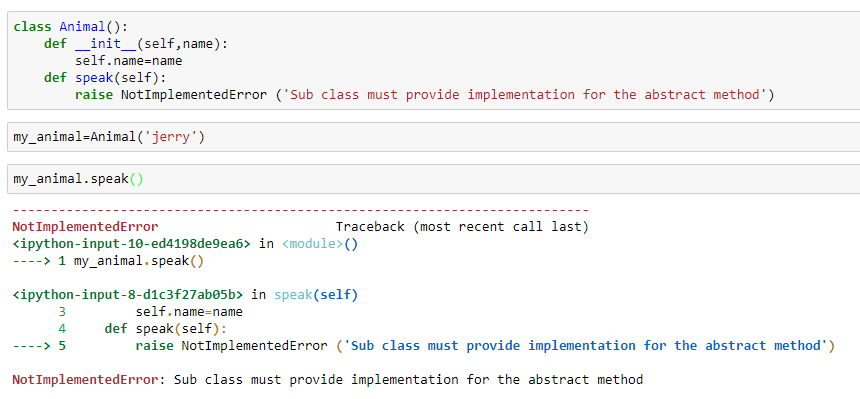 class Animal():
    def __init__(self,name):
        self.name=name
    def speak(self):
        raise NotImplementedError ('Sub class must provide implementation for the abstract method')
my_animal=Animal('jerry')
my_animal.speak()
---------------------------------------------------------------------------
NotImplementedError                       Traceback (most recent call last)
<ipython-input-10-ed4198de9ea6> in <module>()
----> 1 my_animal.speak()
<ipython-input-8-d1c3f27ab05b> in speak(self)
      3         self.name=name
      4     def speak(self):
----> 5         raise NotImplementedError ('Sub class must provide implementation for the abstract method')
NotImplementedError: Sub class must provide implementation for the abstract method